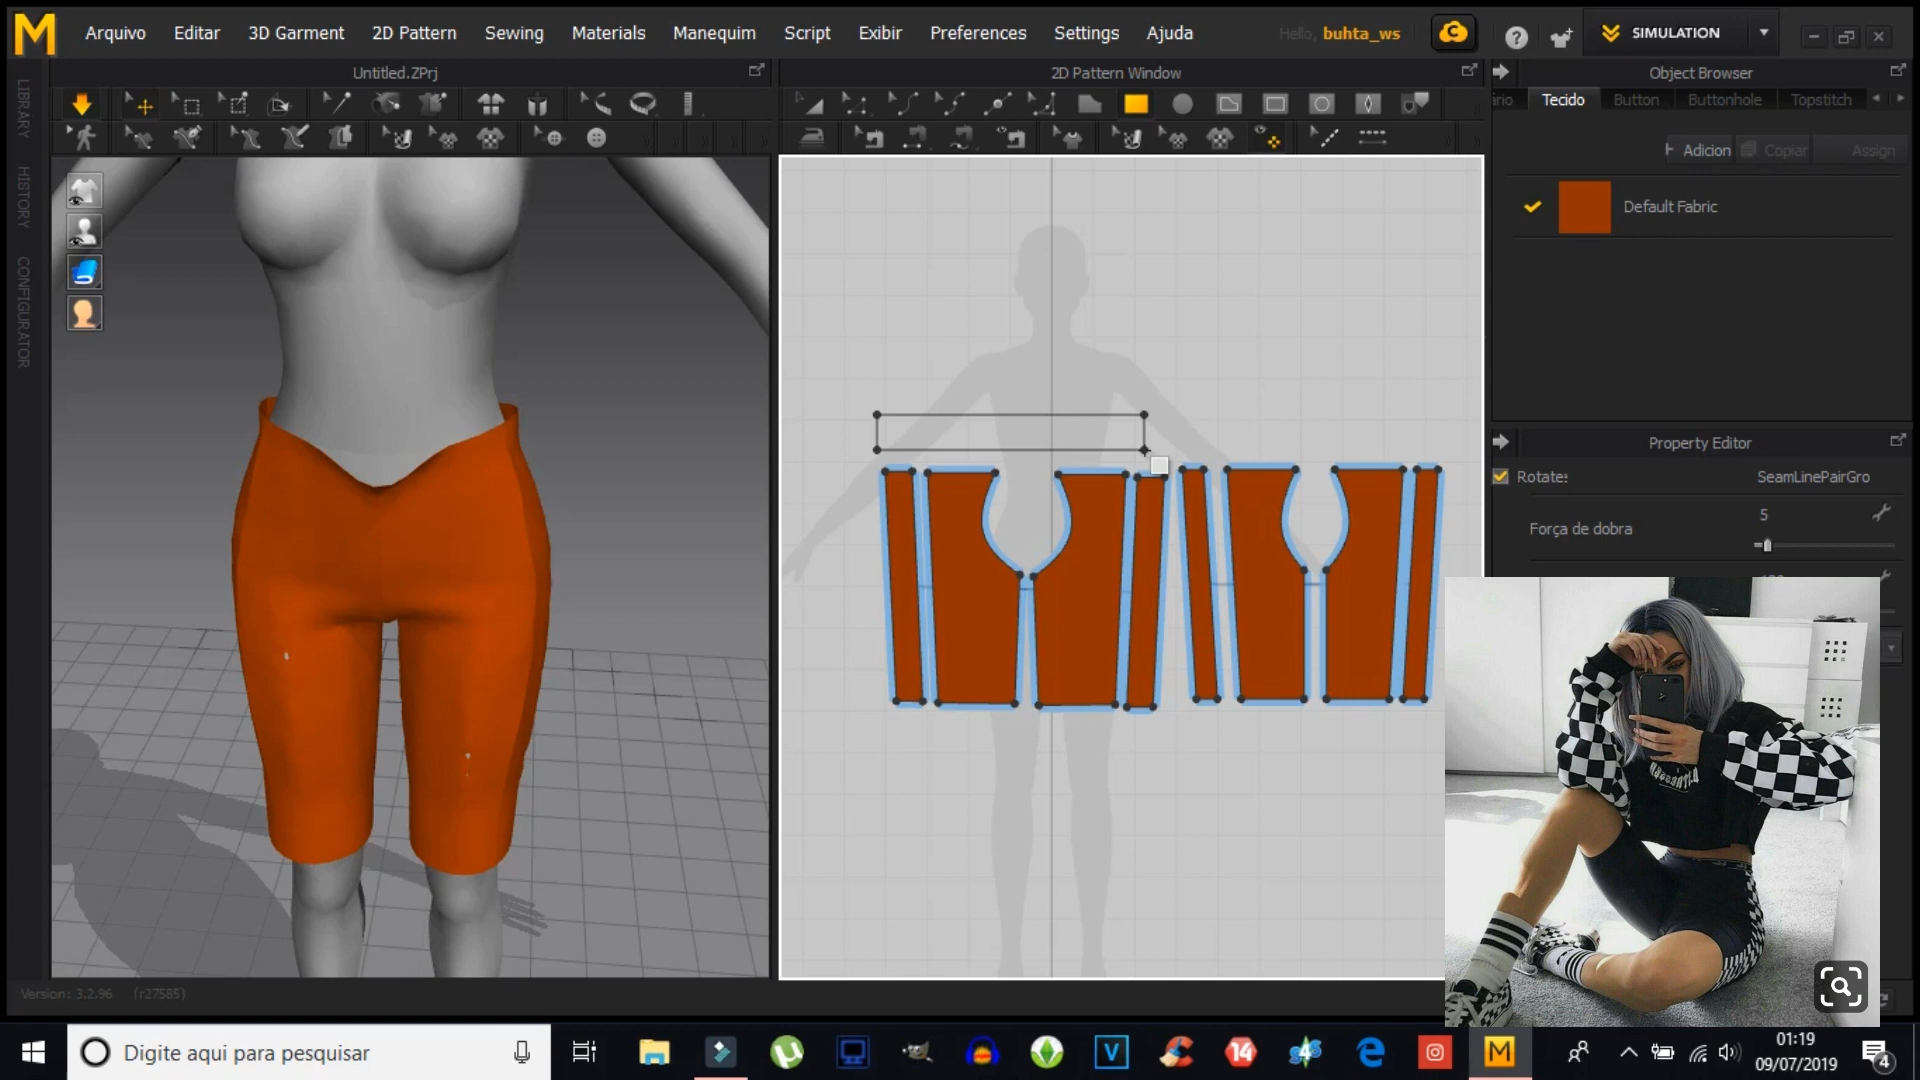 M Arquivo Editar 3D Garment 2D Pattern Sewing Materials Manequim Script Exibir Preferences Settings Ajuda Hello, buhta_ws SIMULATION
Untitled.ZPrj
2D Pattern Window
Object Browser
LIBRARY
HISTORY
CONFIGURATOR
ário Tecido Button Buttonhole Topstitch
Adicion Copiar Assign
Default Fabric
Property Editor
Rotate: SeamLinePairGro
Força de dobra 5
Version: 3.2.96 (r27585)
Digite aqui para pesquisar
V
14
M
01:19
09/07/2019
4